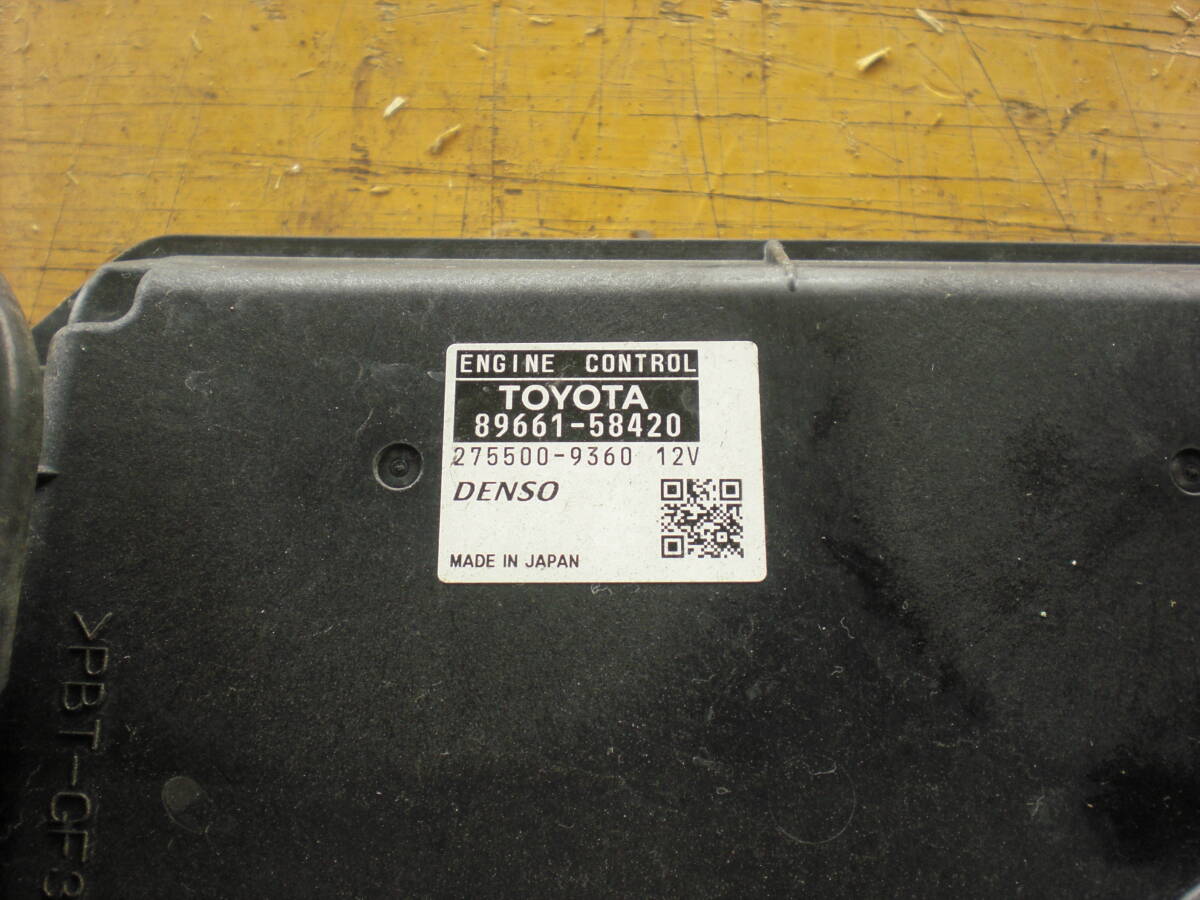 ENGINE CONTROL
TOYOTA
89661-58420
275500-9360 12V
DENSO
MADE IN JAPAN
>PBT-GF3